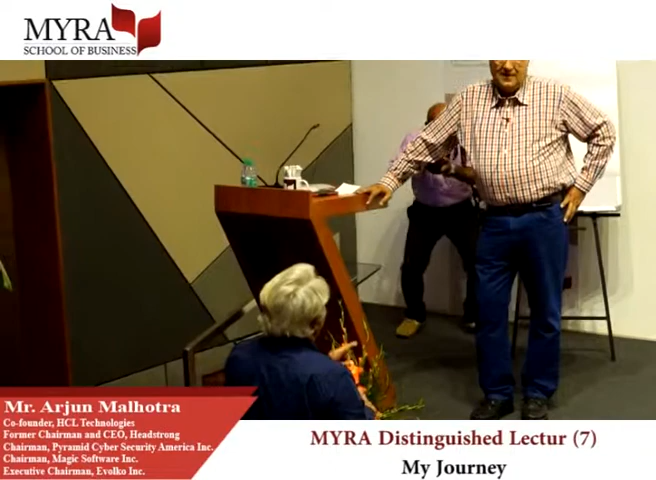 MYRA
SCHOOL OF BUSINESS
Mr. Arjun Malhotra
Co-founder, HCL Technologies
Former Chairman and CEO, Headstrong
Chairman, Pyramid Cyber Security America Inc.
Chairman, Magic Software Inc.
Executive Chairman, Evolko Inc.
MYRA Distinguished Lectur (7)
My Journey